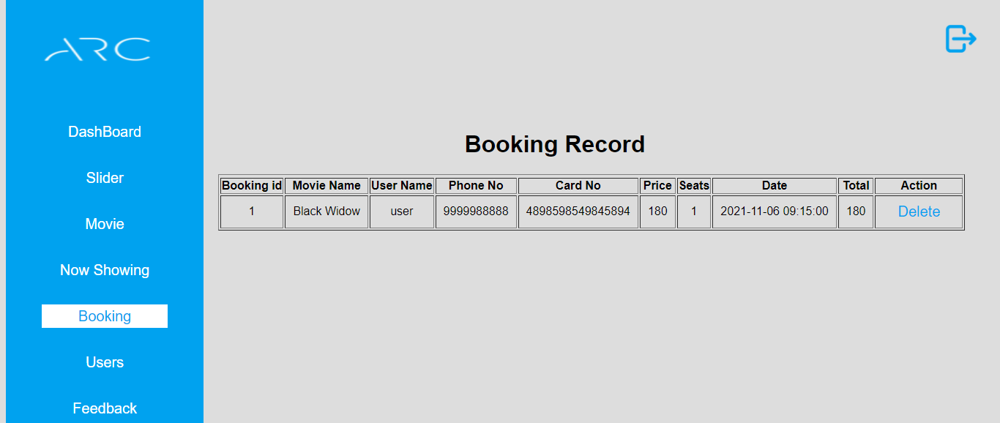 ARC
DashBoard
Slider
Movie
Now Showing
Booking
Users
Feedback
Booking Record
Booking id Movie Name User Name Phone No Card No Price Seats Date Total Action
1 Black Widow user 9999988888 4898598549845894 180 1 2021-11-06 09:15:00 180 Delete